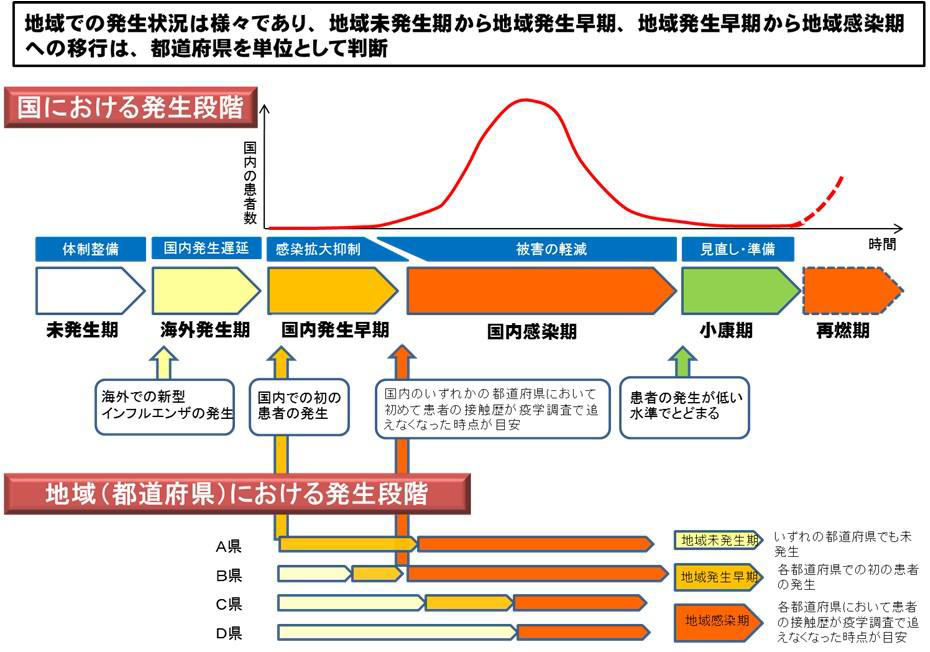 地域での発生状況は様々であり、地域未発生期から地域発生早期、地域発生早期から地域感染期
への移行は、都道府県を単位として判断
国における発生段階
国内の患者数
時間
体制整備
国内発生遅延
感染拡大抑制
被害の軽減
見直し・準備
未発生期
海外発生期
国内発生早期
国内感染期
小康期
再燃期
海外での新型
インフルエンザの発生
国内での初の
患者の発生
国内のいずれかの都道府県において
初めて患者の接触歴が疫学調査で追
えなくなった時点が目安
患者の発生が低い
水準でとどまる
地域（都道府県）における発生段階
A県
B県
C県
D県
地域未発生期
いずれの都道府県でも未
発生
地域発生早期
各都道府県での初の患者
の発生
地域感染期
各都道府県において患者
の接触歴が疫学調査で追
えなくなった時点が目安